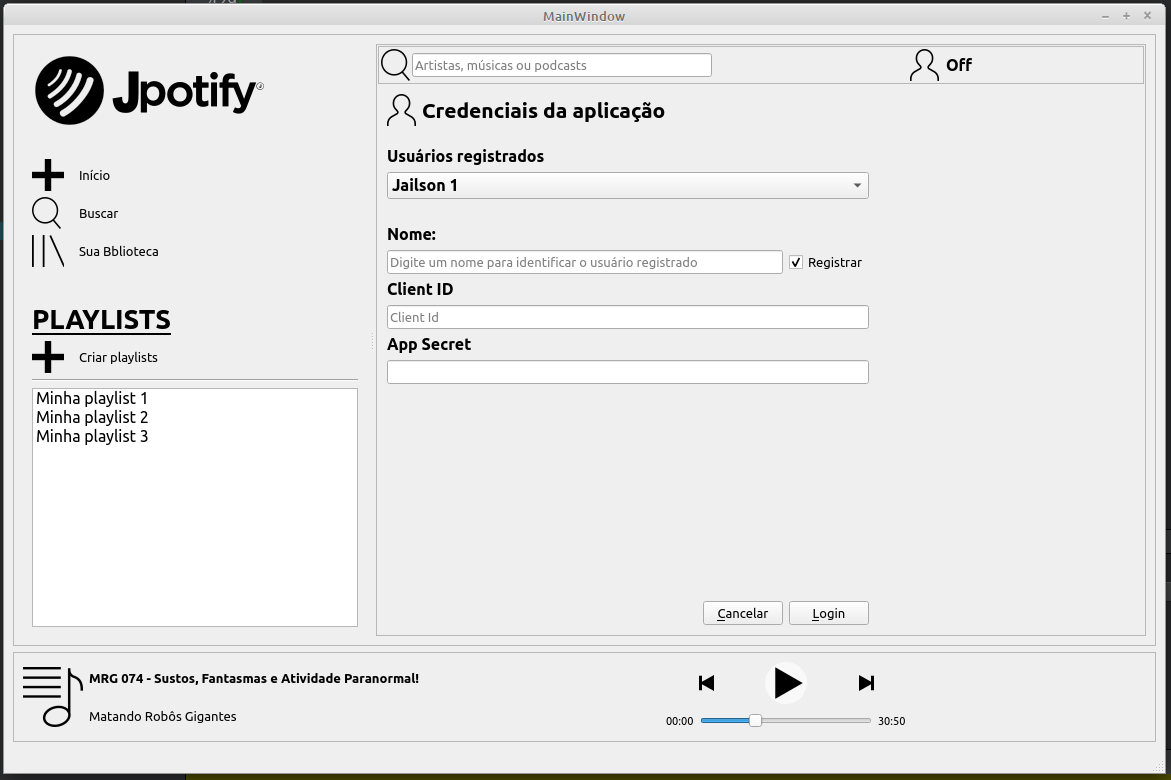 MainWindow
Jpotify
Artistas, músicas ou podcasts
Off
Credenciais da aplicação
Início
Buscar
Sua Bblioteca
Usuários registrados
Jailson 1
Nome:
Digite um nome para identificar o usuário registrado
Registrar
Client ID
Client Id
App Secret
PLAYLISTS
Criar playlists
Minha playlist 1
Minha playlist 2
Minha playlist 3
Cancelar
Login
MRG 074 - Sustos, Fantasmas e Atividade Paranormal!
Matando Robôs Gigantes
00:00
30:50